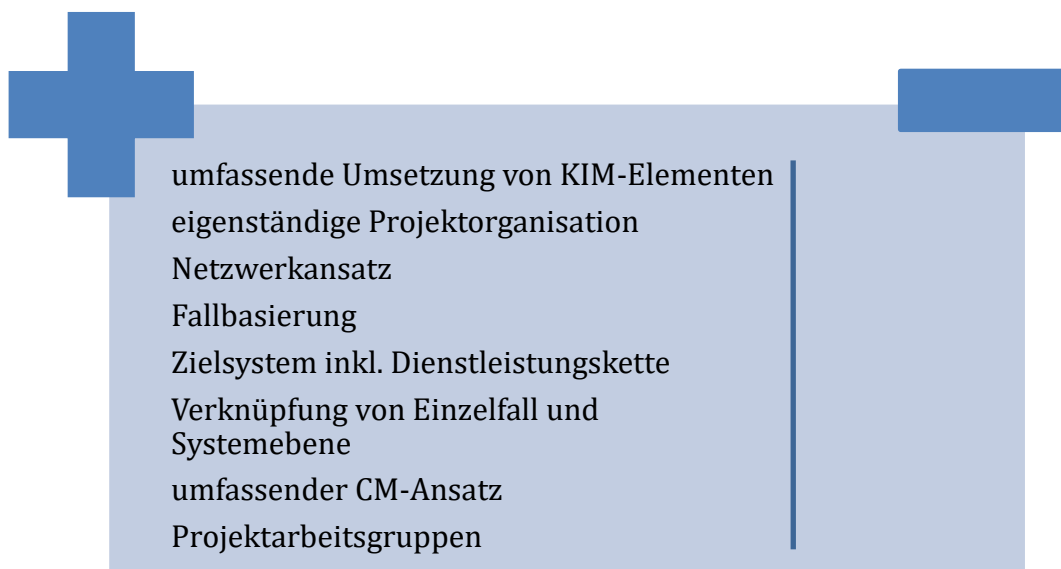 umfassende Umsetzung von KIM-Elementen
eigenständige Projektorganisation
Netzwerkansatz
Fallbasierung
Zielsystem inkl. Dienstleistungskette
Verknüpfung von Einzelfall und
Systemebene
umfassender CM-Ansatz
Projektarbeitsgruppen